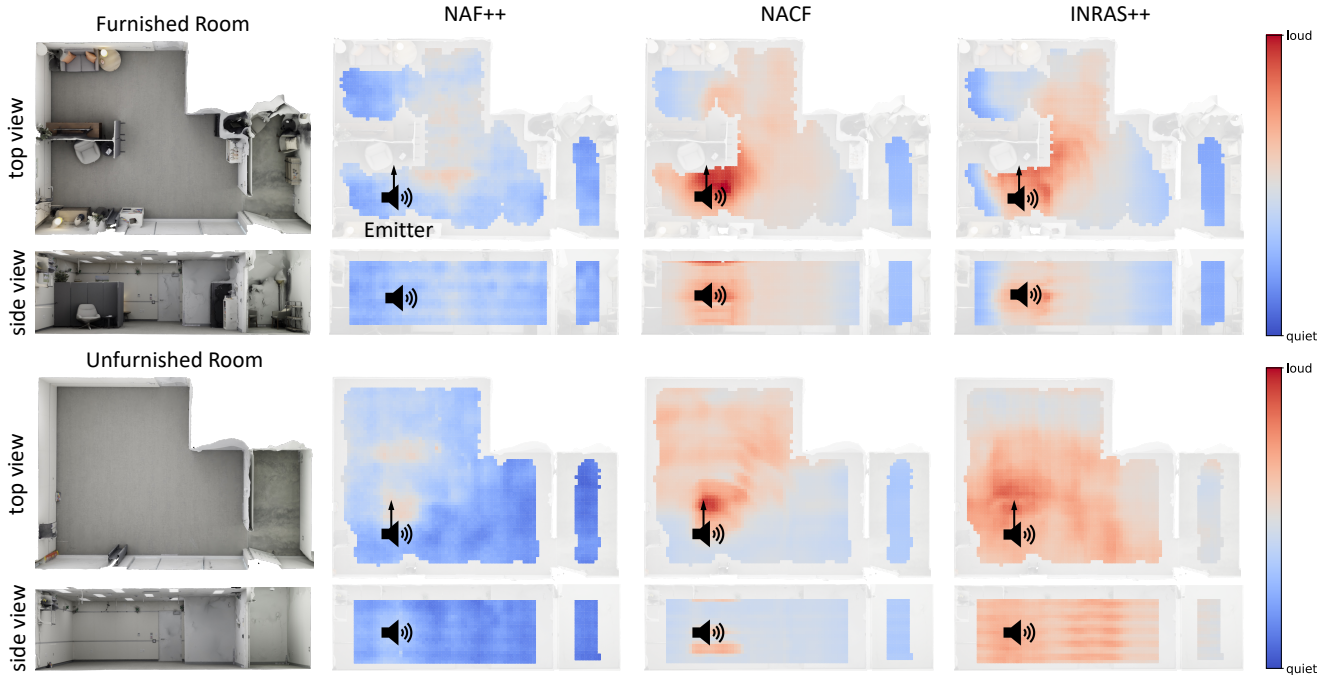 Furnished Room
NAF++
NACF
INRAS++
top view
Emitter
side view
loud
quiet
Unfurnished Room
top view
side view
loud
quiet